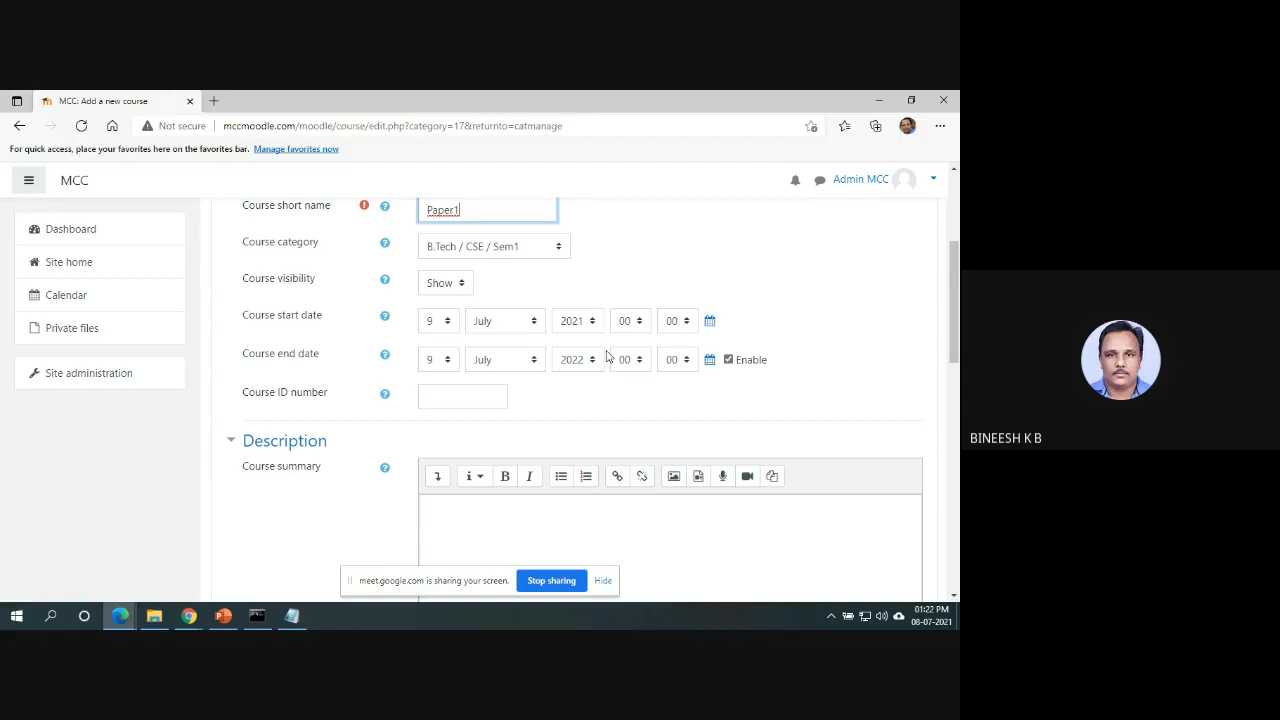 MCC: Add a new course
Not secure mccmoodle.com/moodle/course/edit.php?category=17&returnto=catmanage
For quick access, place your favorites here on the favorites bar. Manage favorites now
MCC
Admin MCC
Dashboard
Site home
Calendar
Private files
Site administration
Course short name
Paper1
Course category
B.Tech / CSE / Sem1
Course visibility
Show
Course start date
9 July 2021 00 00
Course end date
9 July 2022 00 00 Enable
Course ID number
Description
Course summary
B I
meet.google.com is sharing your screen. Stop sharing Hide
01:22 PM
08-07-2021
BINEESH K B